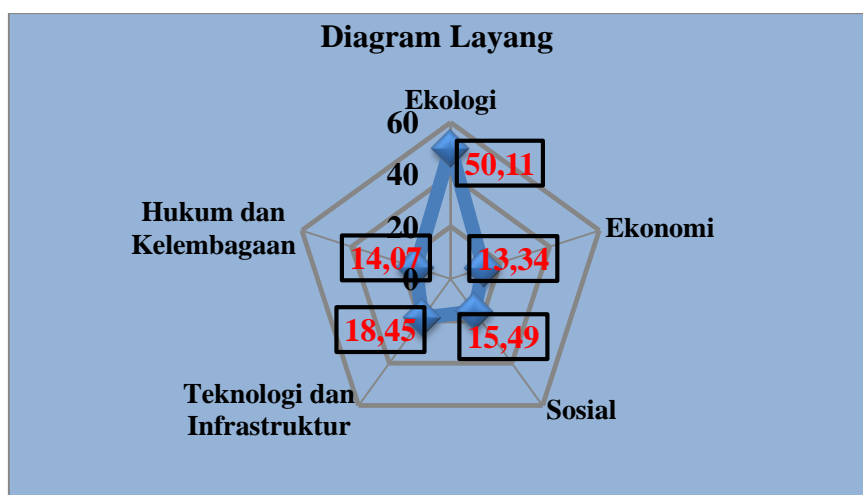 Diagram Layang
Ekologi
60
50,11
40
Hukum dan
Kelembagaan
20
Ekonomi
14,07
13,34
0
18,45
15,49
Teknologi dan
Infrastruktur
Sosial